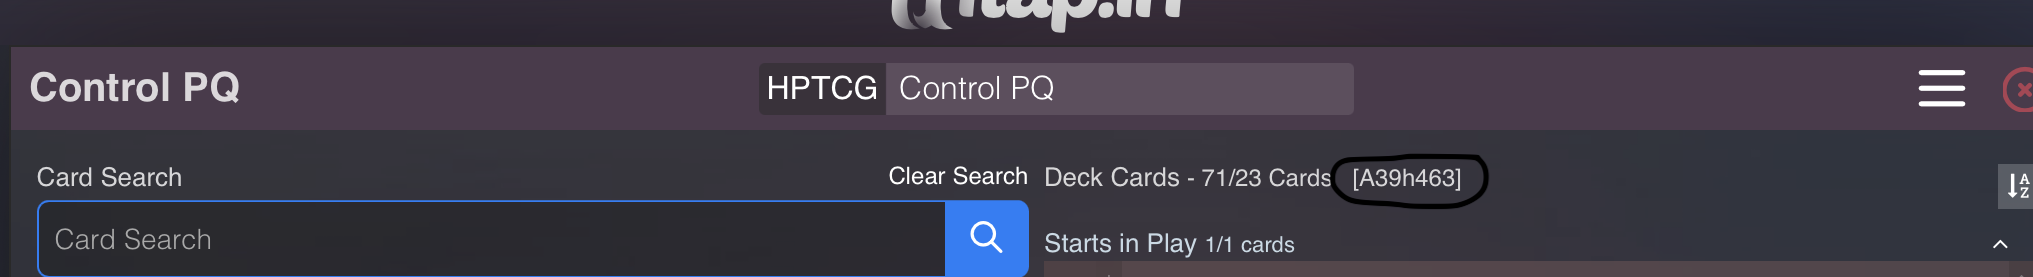 Control PQ
HPTCG Control PQ
Card Search
Clear Search
Card Search
Deck Cards - 71/23 Cards [A39h463]
A
Z
Starts in Play 1/1 cards